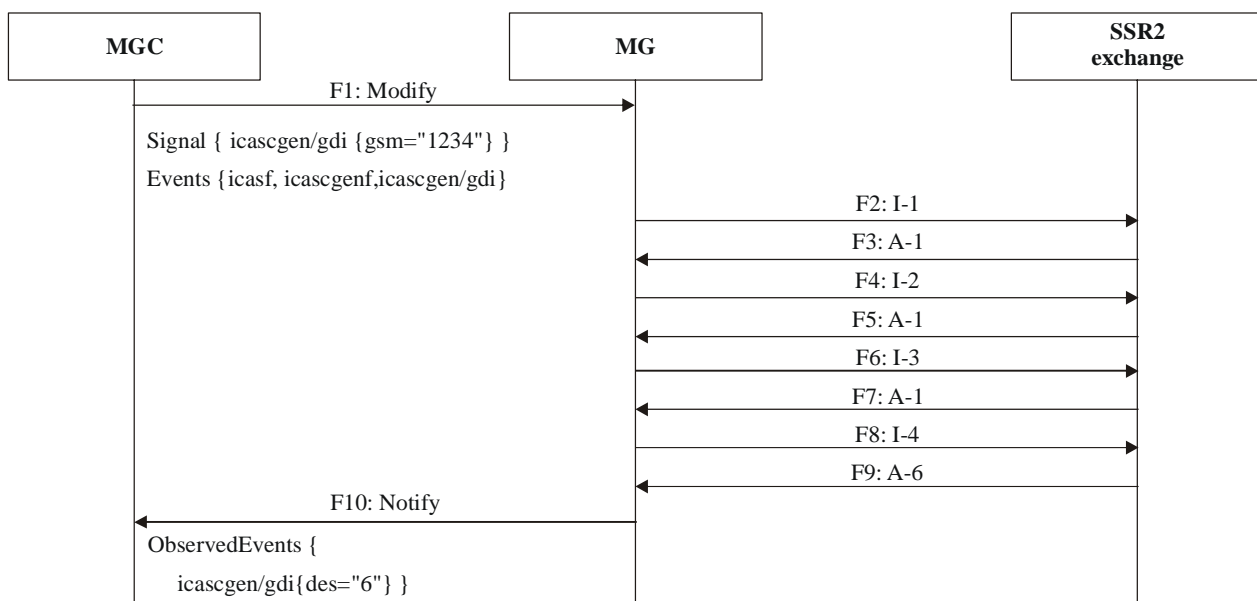 MGC
MG
SSR2
exchange
F1: Modify
Signal { icascgen/gdi {gsm="1234"} }
Events {icasf, icascgenf,icascgen/gdi}
F2: I-1
F3: A-1
F4: I-2
F5: A-1
F6: I-3
F7: A-1
F8: I-4
F9: A-6
F10: Notify
ObservedEvents {
icascgen/gdi{des="6"} }